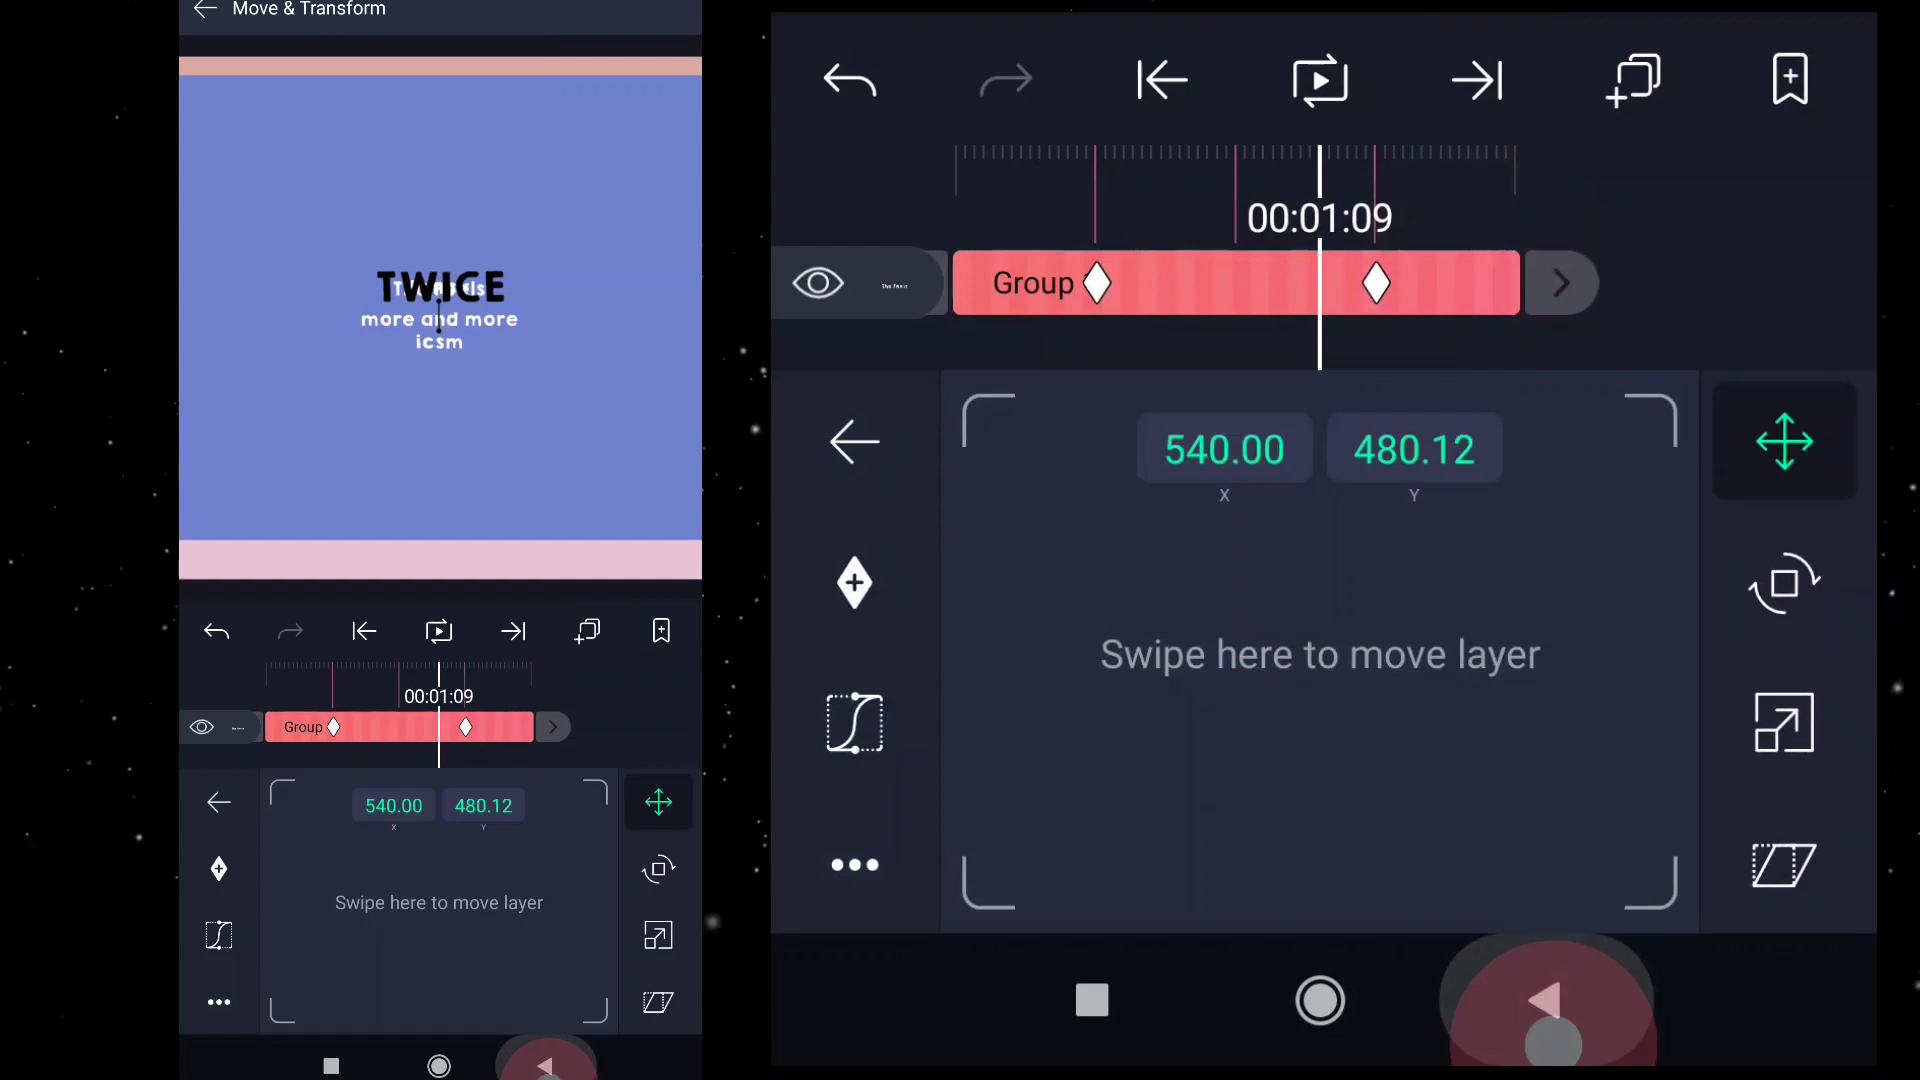 Move & Transform
TWICE
more and more
icsm
00:01:09
Group
540.00 480.12
X Y
Swipe here to move layer
00:01:09
Group
540.00 480.12
X Y
Swipe here to move layer